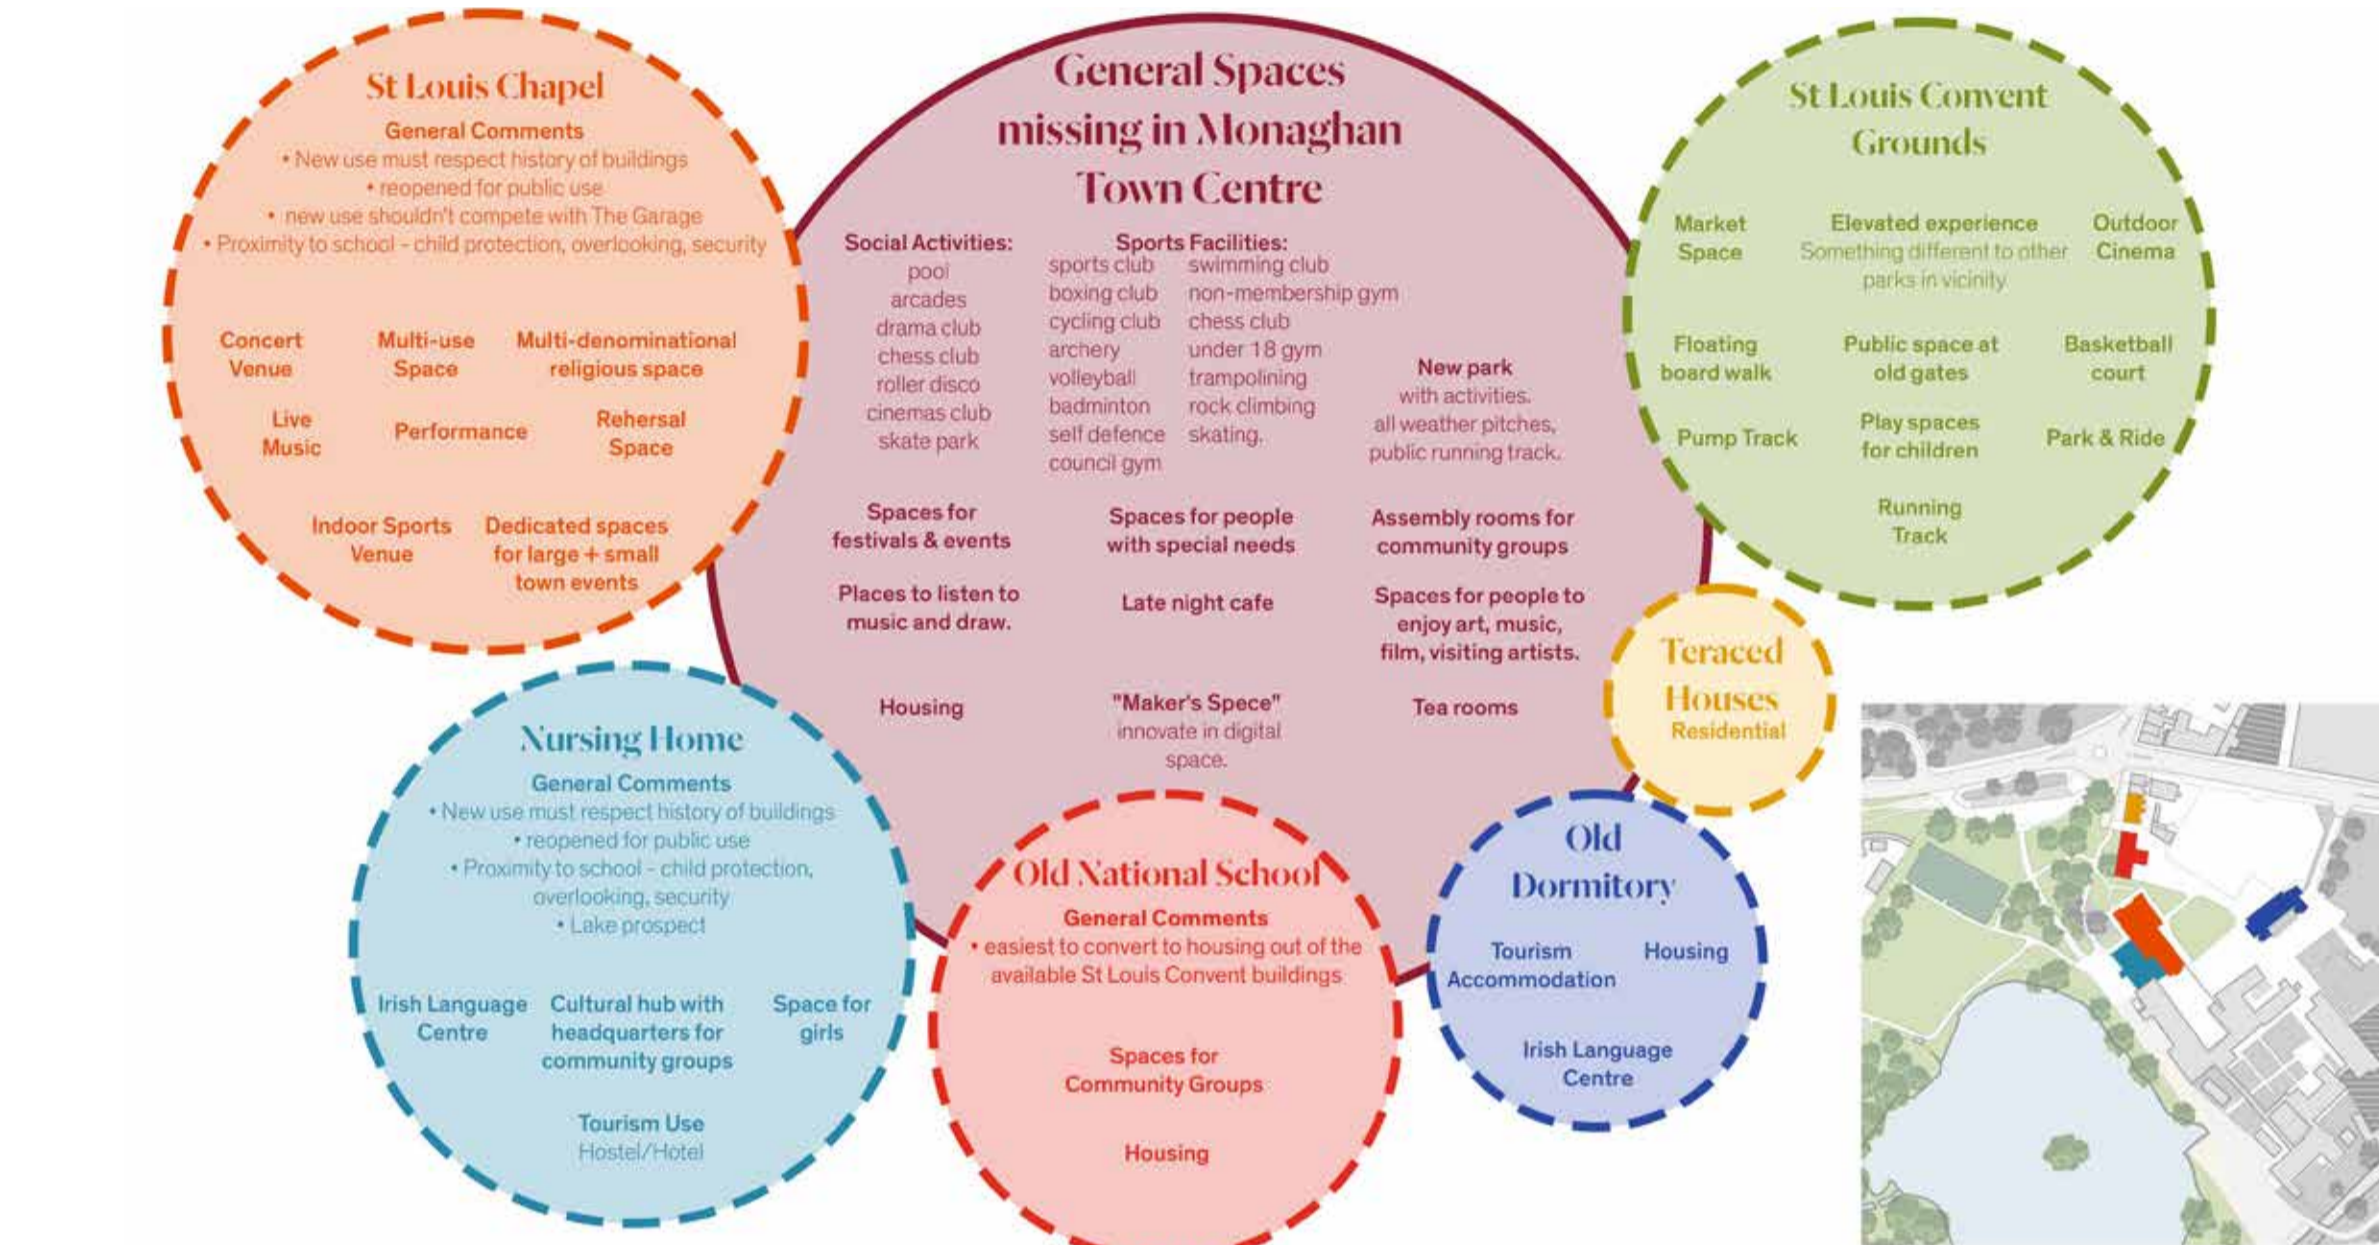 St Louis Chapel
General Comments
• New use must respect history of buildings
• reopened for public use
• new use shouldn't compete with The Garage
• Proximity to school - child protection, overlooking, security
Concert
Venue
Multi-use
Space
Multi-denominational
religious space
Live
Music
Performance
Rehersal
Space
Indoor Sports
Venue
Dedicated spaces
for large + small
town events
General Spaces
missing in Monaghan
Town Centre
Social Activities:
pool
arcades
drama club
chess club
roller disco
cinemas club
skate park
Sports Facilities:
sports club
boxing club
cycling club
archery
volleyball
badminton
self defence
council gym
swimming club
non-membership gym
chess club
under 18 gym
trampolining
rock climbing
skating.
New park
with activities.
all weather pitches,
public running track.
Spaces for
festivals & events
Spaces for people
with special needs
Assembly rooms for
community groups
Places to listen to
music and draw.
Late night cafe
Spaces for people to
enjoy art, music,
film, visiting artists.
Housing
"Maker's Spece"
innovate in digital
space.
Tea rooms
St Louis Convent
Grounds
Market
Space
Elevated experience
Something different to other
parks in vicinity
Outdoor
Cinema
Floating
board walk
Public space at
old gates
Basketball
court
Pump Track
Play spaces
for children
Park & Ride
Running
Track
Teraced
Houses
Residential
Nursing Home
General Comments
• New use must respect history of buildings
• reopened for public use
• Proximity to school - child protection,
overlooking, security
• Lake prospect
Irish Language
Centre
Cultural hub with
headquarters for
community groups
Space for
girls
Tourism Use
Hostel/Hotel
Old National School
General Comments
• easiest to convert to housing out of the
available St Louis Convent buildings
Spaces for
Community Groups
Housing
Old
Dormitory
Tourism
Accommodation
Housing
Irish Language
Centre